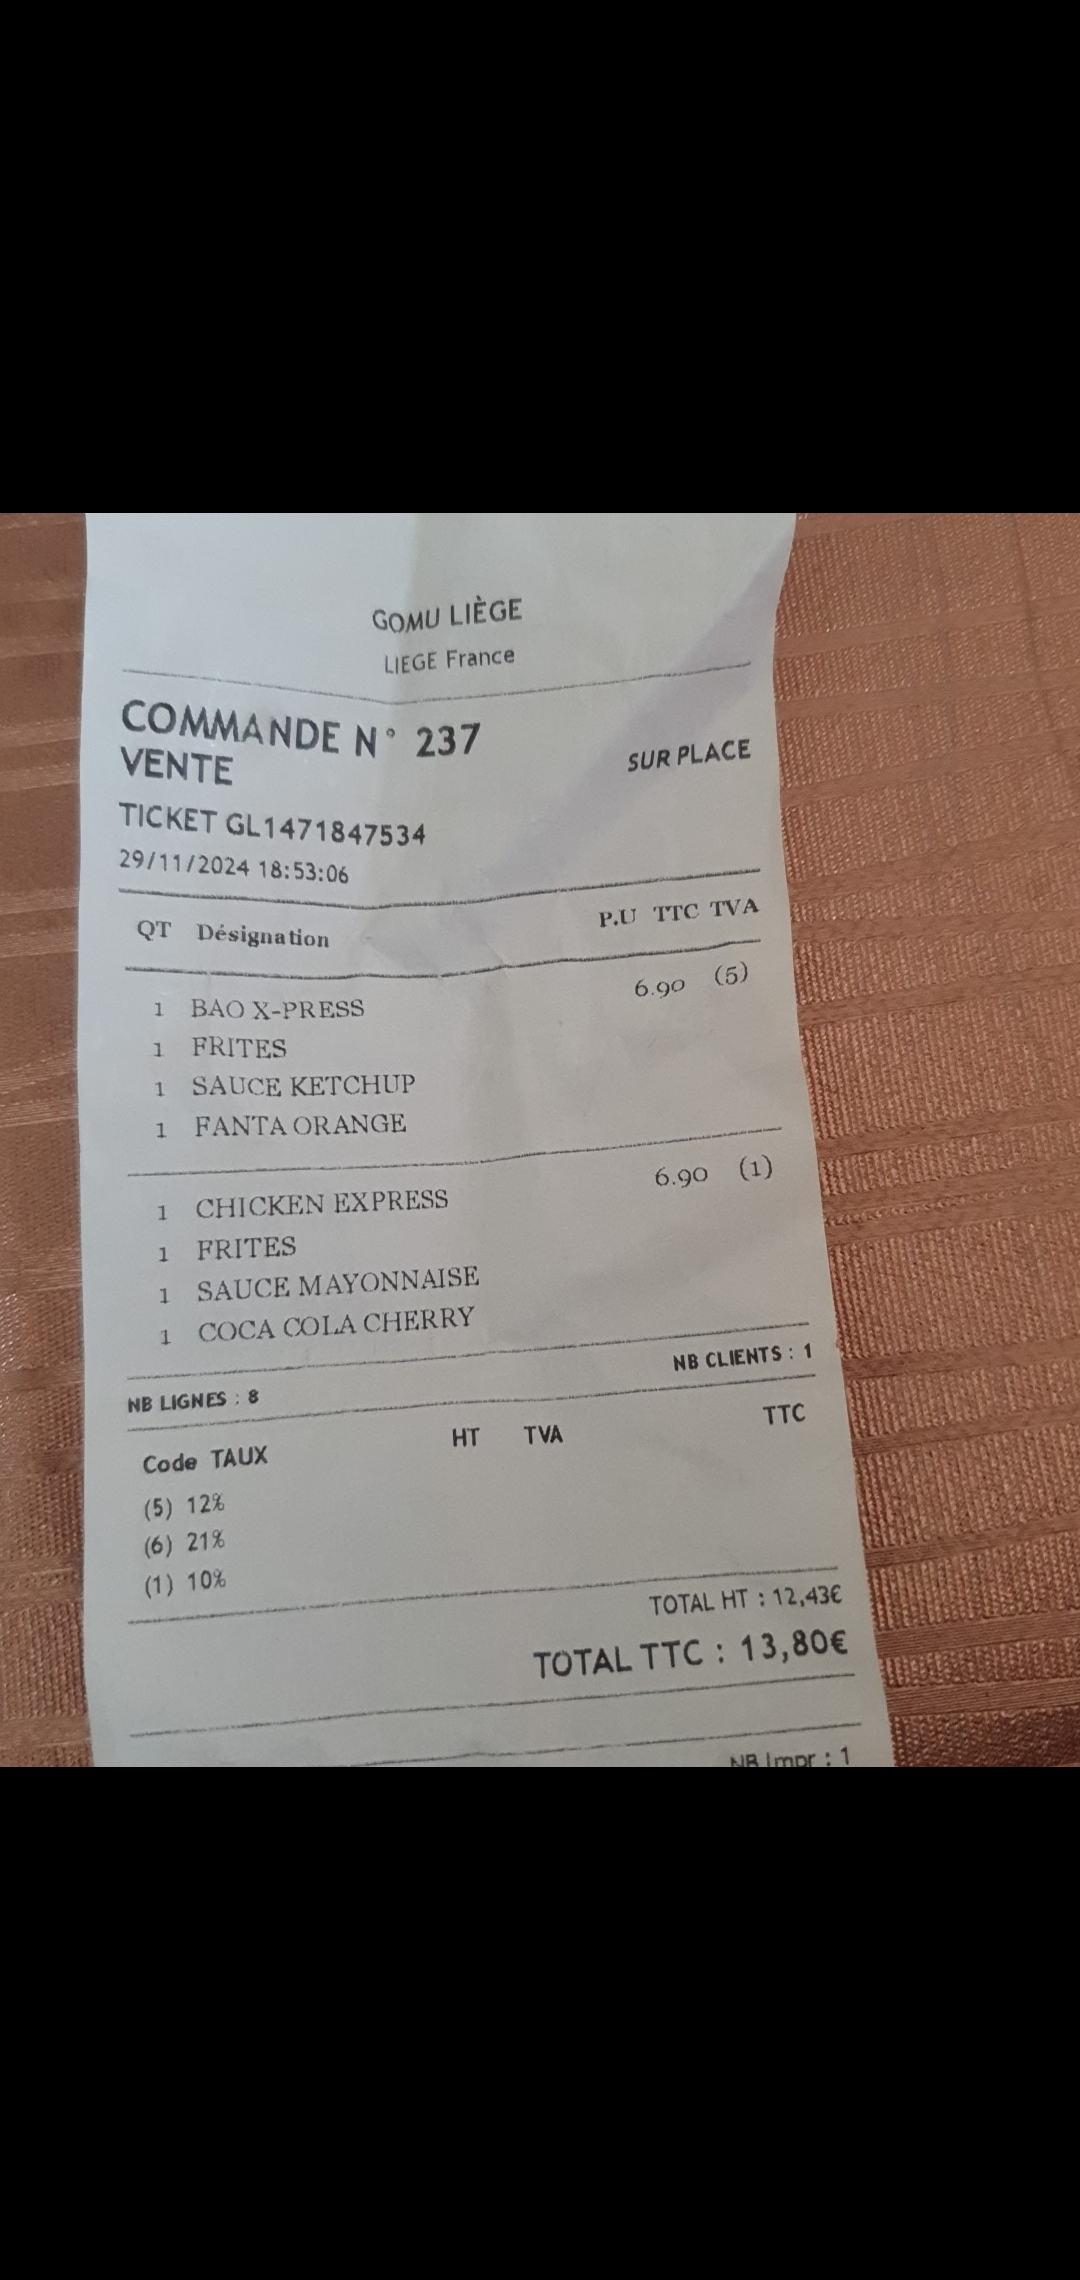 GOMU LIÈGE
LIEGE France
COMMANDE N° 237
VENTE SUR PLACE
TICKET GL1471847534
29/11/2024 18:53:06
QT Désignation P.U TTC TVA
1 BAO X-PRESS 6.90 (5)
1 FRITES
1 SAUCE KETCHUP
1 FANTA ORANGE
1 CHICKEN EXPRESS 6.90 (1)
1 FRITES
1 SAUCE MAYONNAISE
1 COCA COLA CHERRY
NB LIGNES : 8 NB CLIENTS : 1
Code TAUX HT TVA TTC
(5) 12%
(6) 21%
(1) 10%
TOTAL HT : 12,43€
TOTAL TTC : 13,80€
NB Impr : 1